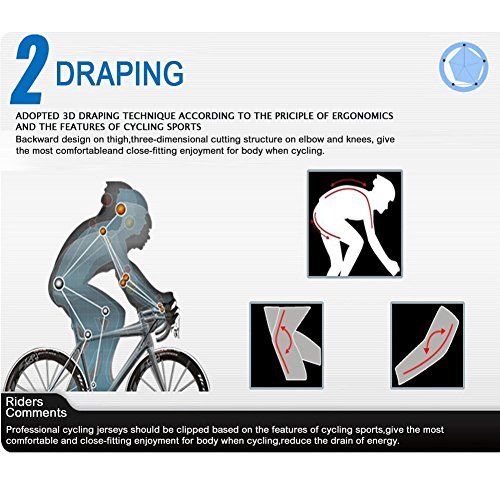 2 DRAPING
ADOPTED 3D DRAPING TECHNIQUE ACCORDING TO THE PRICIPLE OF ERGONOMICS
AND THE FEATURES OF CYCLING SPORTS
Backward design on thigh,three-dimensional cutting structure on elbow and knees, give
the most comfortableand close-fitting enjoyment for body when cycling.
Riders
Comments
Professional cycling jerseys should be clipped based on the features of cycling sports,give the most
comfortable and close-fitting enjoyment for body when cycling,reduce the drain of energy.